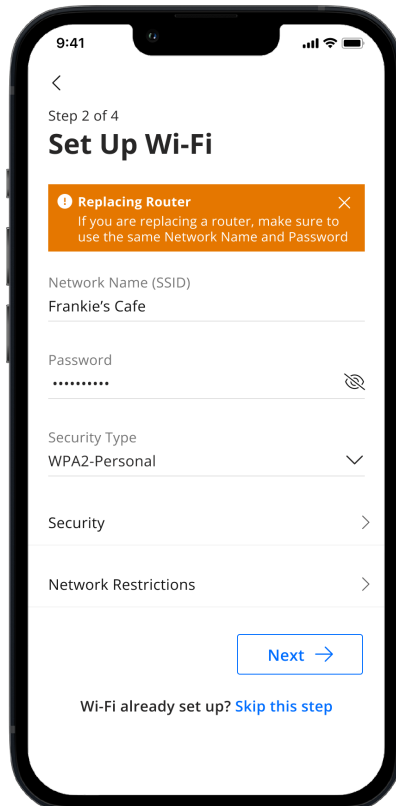 9:41
Step 2 of 4
Set Up Wi-Fi
Replacing Router
If you are replacing a router, make sure to
use the same Network Name and Password
Network Name (SSID)
Frankie’s Cafe
Password
••••••••••
Security Type
WPA2-Personal
Security
Network Restrictions
Next
Wi-Fi already set up? Skip this step